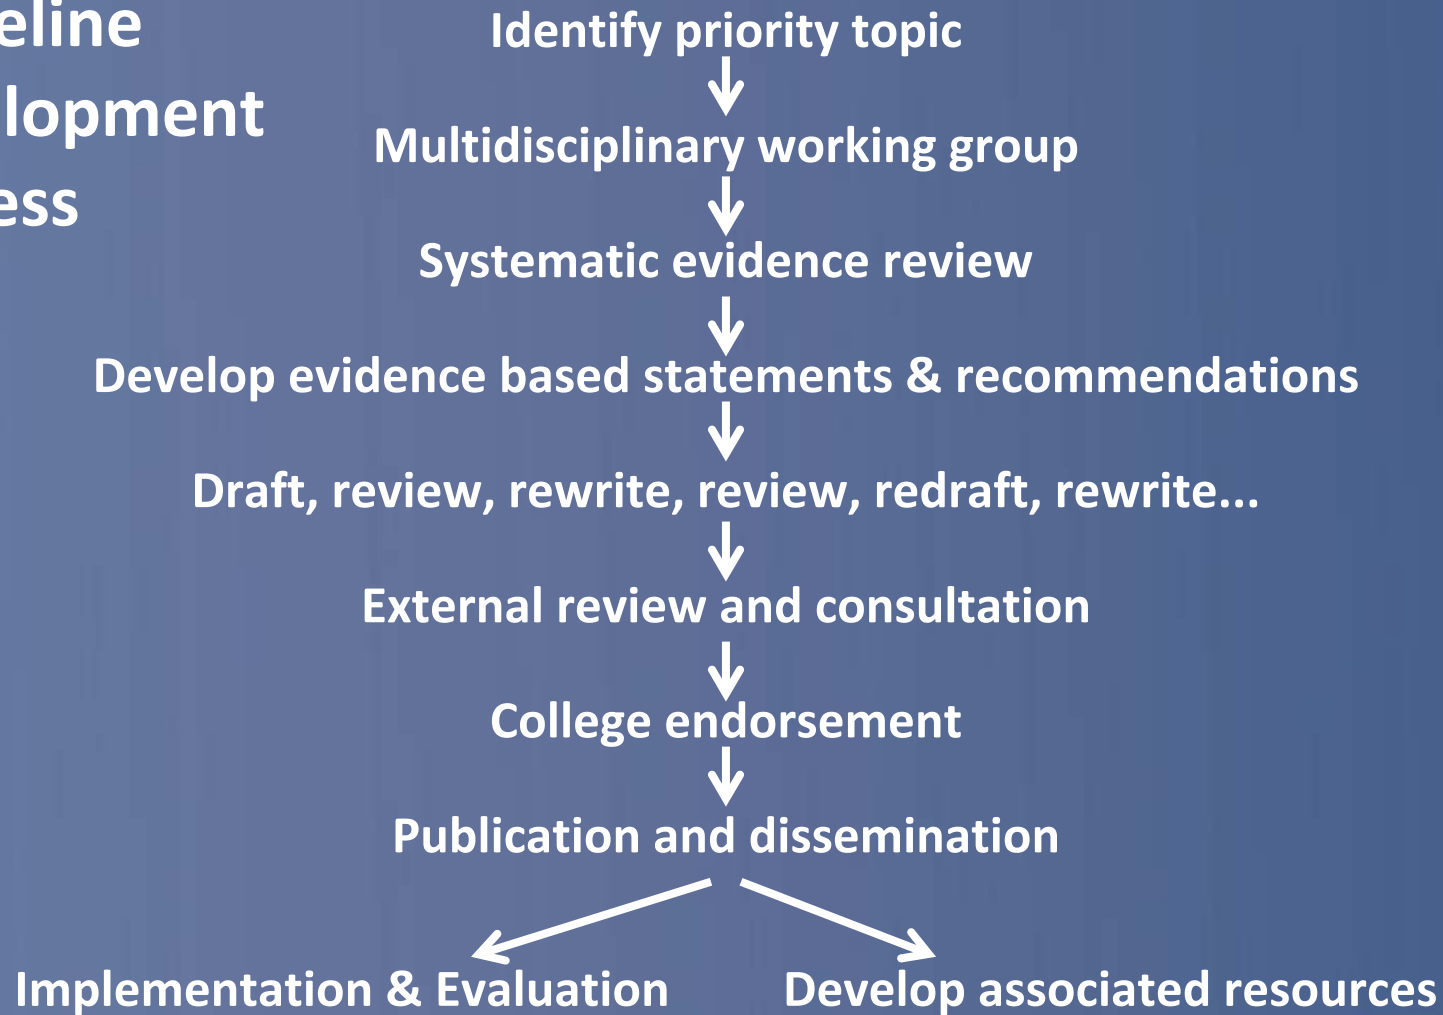 eline
lopment
ess
Identify priority topic
Multidisciplinary working group
Systematic evidence review
Develop evidence based statements & recommendations
Draft, review, rewrite, review, redraft, rewrite...
External review and consultation
College endorsement
Publication and dissemination
Implementation & Evaluation
Develop associated resources